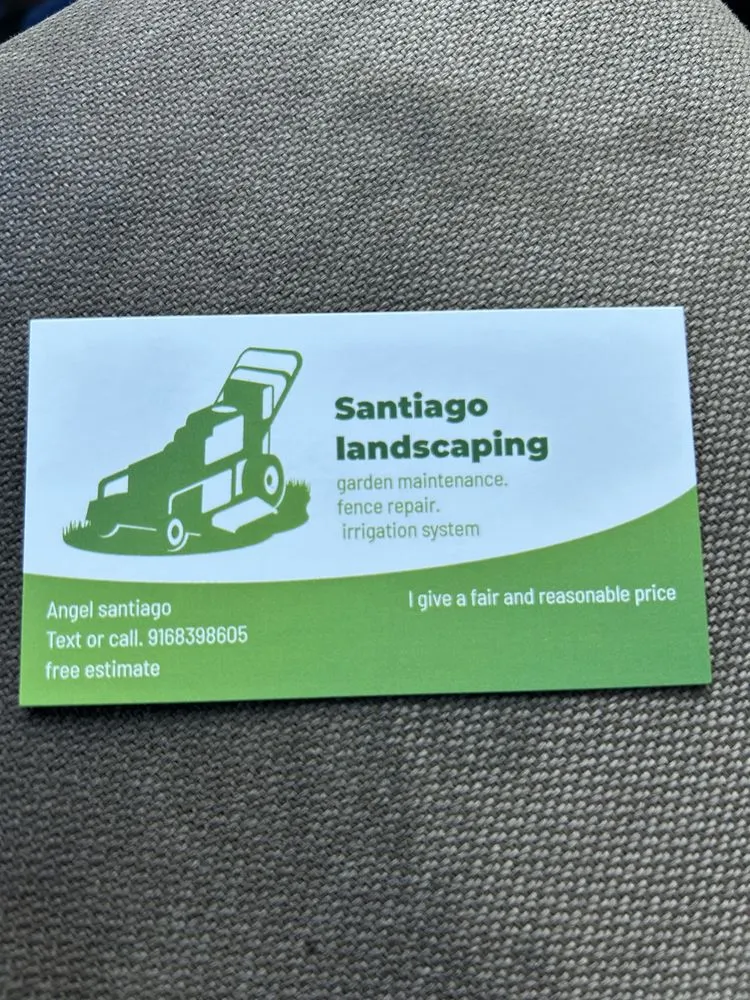 Santiago
landscaping
garden maintenance.
fence repair.
irrigation system
Angel santiago
Text or call. 9168398605
free estimate
I give a fair and reasonable price